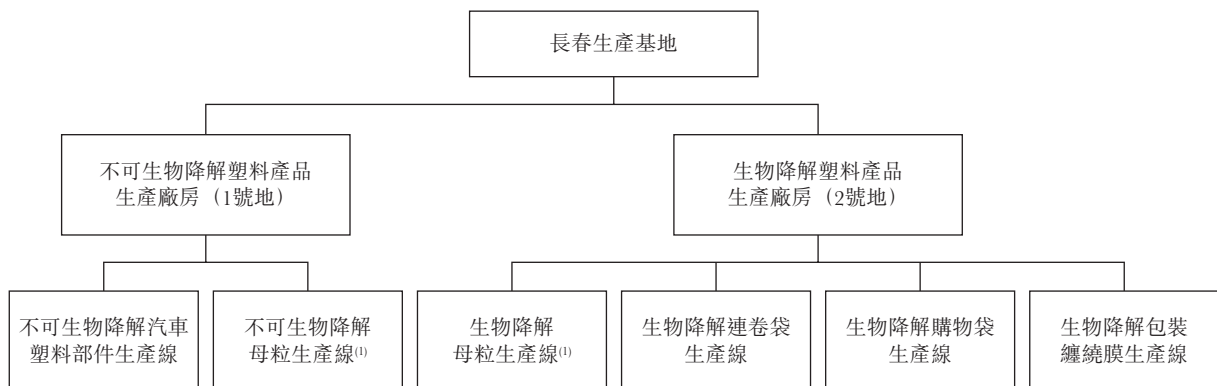 長春生產基地
不可生物降解塑料產品
生產廠房（1號地）
生物降解塑料產品
生產廠房（2號地）
不可生物降解汽車
塑料部件生產線
不可生物降解
母粒生產線(1)
生物降解
母粒生產線(1)
生物降解連卷袋
生產線
生物降解購物袋
生產線
生物降解包裝
纏繞膜生產線